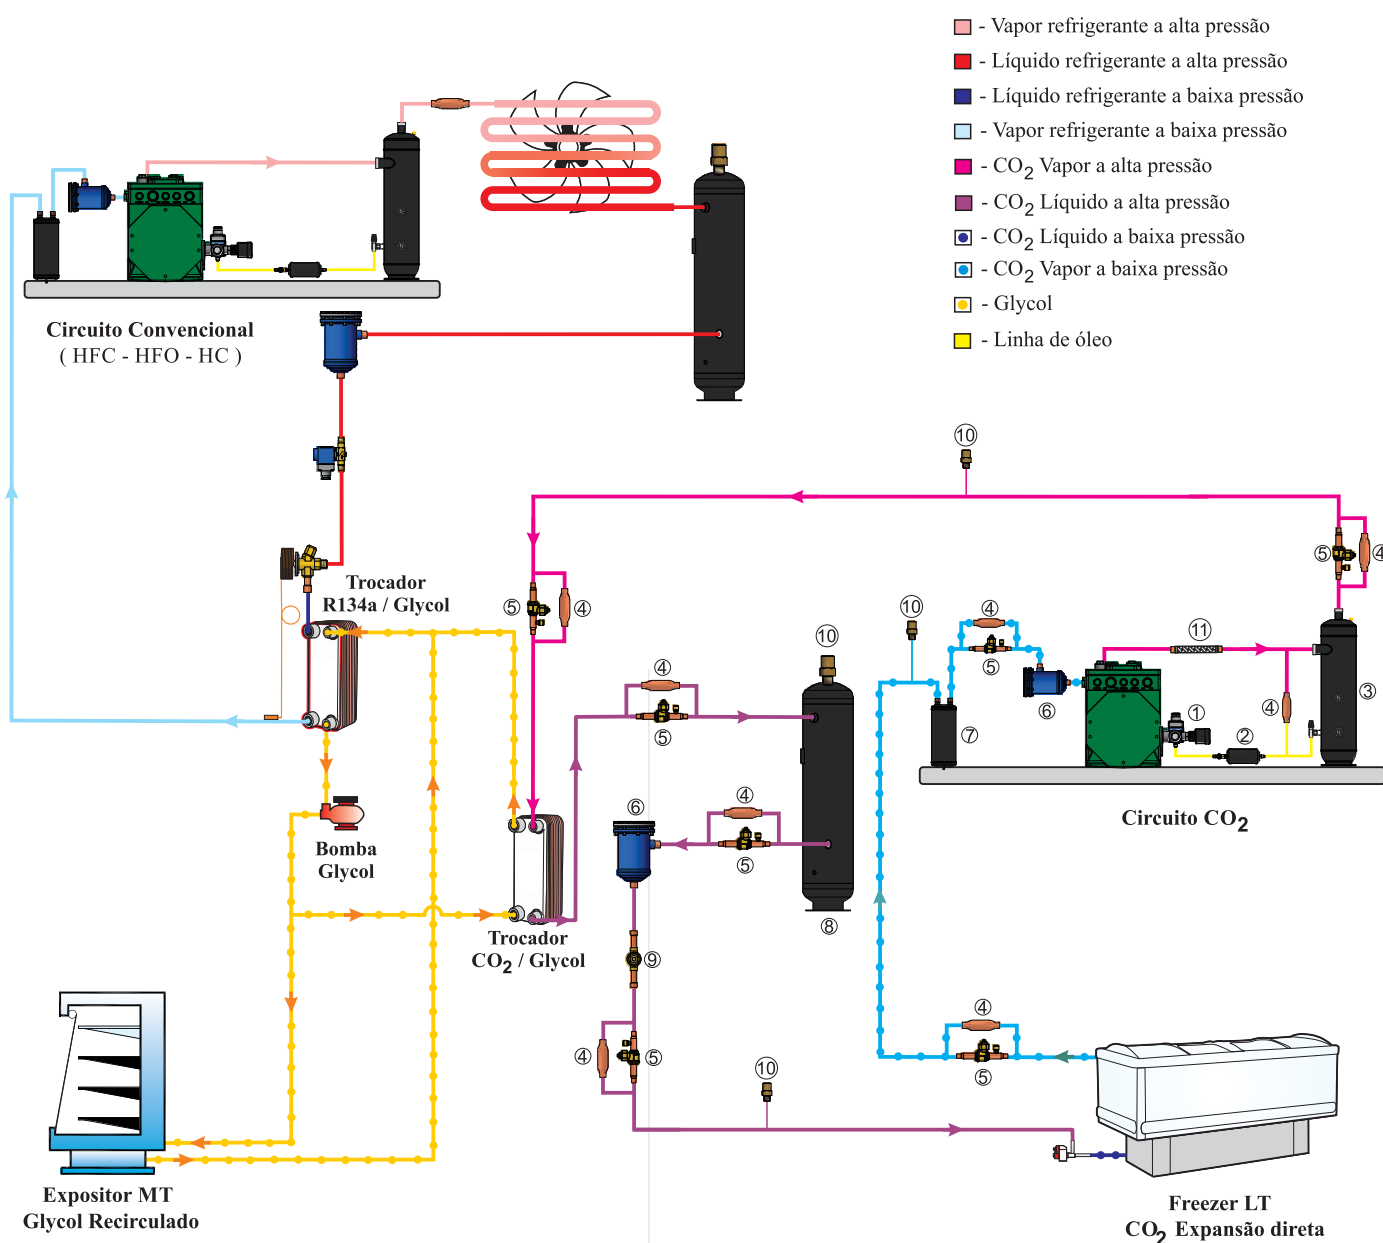 - Vapor refrigerante a alta pressão
- Líquido refrigerante a alta pressão
- Líquido refrigerante a baixa pressão
- Vapor refrigerante a baixa pressão
- CO2 Vapor a alta pressão
- CO2 Líquido a alta pressão
- CO2 Líquido a baixa pressão
- CO2 Vapor a baixa pressão
- Glycol
- Linha de óleo
Circuito Convencional
( HFC - HFO - HC )
10
5
4
Trocador
R134a / Glycol
5
4
10
4
5
6
11
4
3
1
2
7
10
4
5
Circuito CO2
4
5
6
8
Bomba
Glycol
Trocador
CO2 / Glycol
9
4
5
10
4
5
Expositor MT
Glycol Recirculado
Freezer LT
CO2 Expansão direta